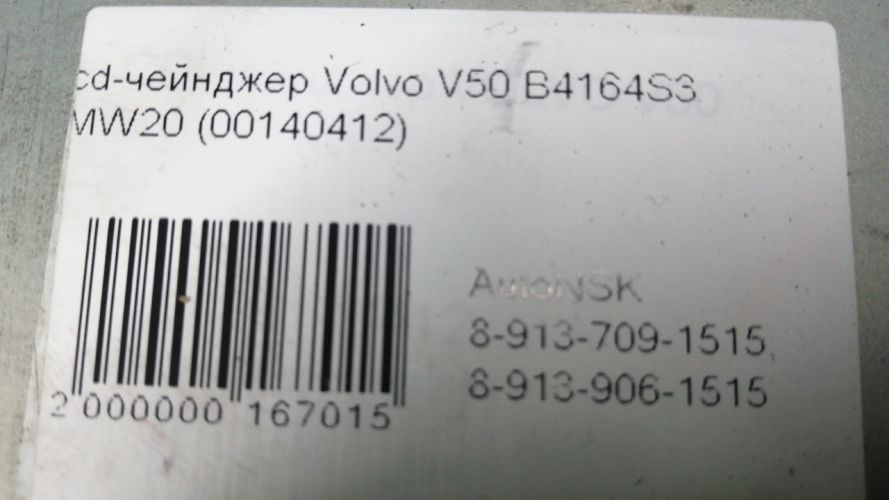 cd-чейнджер Volvo V50 B4164S3
MW20 (00140412)
AutoNSK
8-913-709-1515,
8-913-906-1515
2 000000 167015